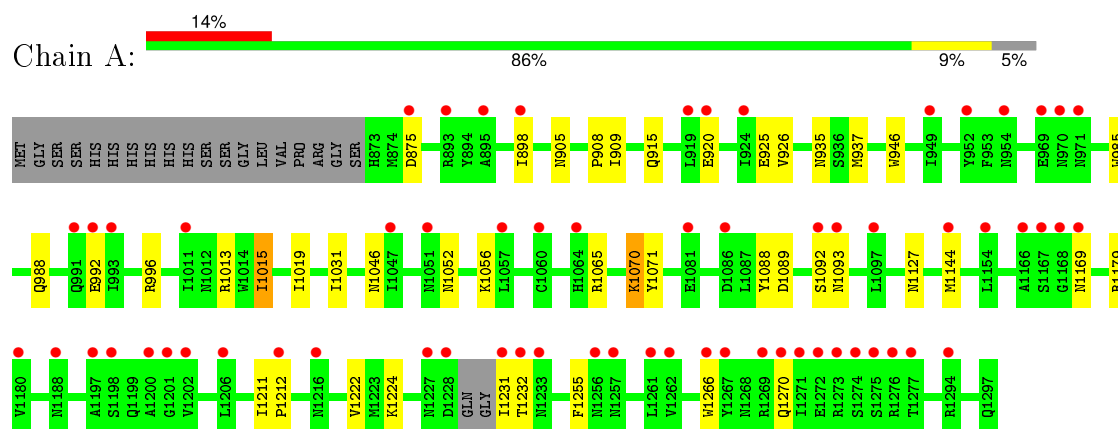 14%
Chain A:
86% 9% 5%
MET GLY SER SER HIS HIS HIS HIS HIS HIS HIS SER SER GLY LEU VAL PRO ARG GLY SER H873 M874 D875 R893 Y894 A895 I898 N905 P908 I909 Q915 L919 E920 I924 E925 V926 N935 S936 M937 W946 I949 Y952 F953 N954 E969 N970 N971 W985
Q988 Q991 E992 I993 R996 I1011 N1012 R1013 W1014 I1015 I1019 I1031 N1046 I1047 N1051 N1052 K1056 L1057 C1060 H1064 R1065 K1070 Y1071 E1081 D1086 L1087 Y1088 D1089 S1092 N1093 L1097 N1127 M1144 L1154 A1166 S1167 G1168 N1169 R1179
V1180 N1188 A1197 S1198 Q1199 A1200 G1201 V1202 L1206 I1211 P1212 N1216 V1222 M1223 K1224 N1227 D1228 GLN GLY I1231 T1232 N1233 F1255 N1256 N1257 L1261 V1262 W1266 Y1267 N1268 R1269 Q1270 I1271 E1272 R1273 S1274 S1275 R1276 T1277 R1294 Q1297